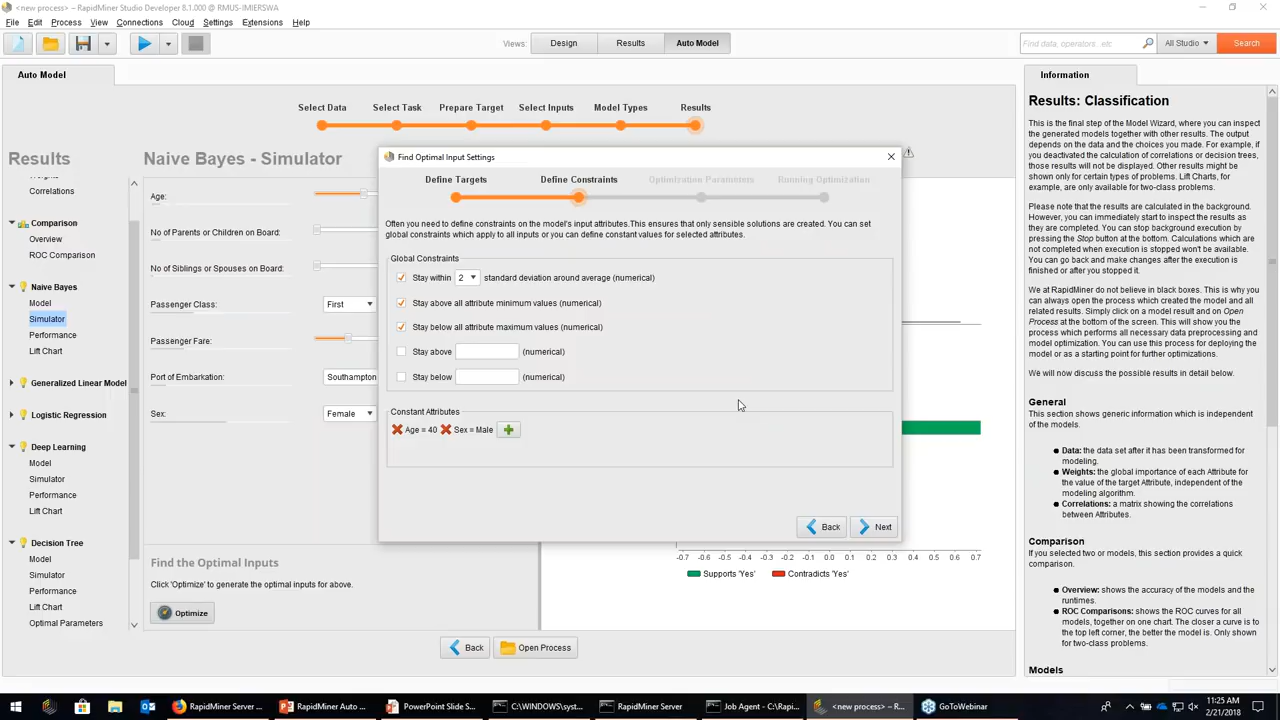 <new process> – RapidMiner Studio Developer 8.1.000 @ RMUS-IMIERSWA
File Edit Process View Connections Cloud Settings Extensions Help
Views: Design Results Auto Model
Find data, operators...etc All Studio Search
Auto Model
Select Data Select Task Prepare Target Select Inputs Model Types Results
Results
Correlations
Comparison
Overview
ROC Comparison
Naive Bayes
Model
Simulator
Performance
Lift Chart
Generalized Linear Model
Logistic Regression
Deep Learning
Model
Simulator
Performance
Lift Chart
Decision Tree
Model
Simulator
Performance
Lift Chart
Optimal Parameters
Naive Bayes - Simulator
Age:
No of Parents or Children on Board:
No of Siblings or Spouses on Board:
Passenger Class: First
Passenger Fare:
Port of Embarkation: Southampton
Sex: Female
Find the Optimal Inputs
Click 'Optimize' to generate the optimal inputs for above.
Optimize
Find Optimal Input Settings
Define Targets Define Constraints Optimization Parameters Running Optimization
Often you need to define constraints on the model's input attributes.This ensures that only sensible solutions are created. You can set
global constraints which apply to all inputs or you can define constant values for selected attributes.
Global Constraints
Stay within 2 standard deviation around average (numerical)
Stay above all attribute minimum values (numerical)
Stay below all attribute maximum values (numerical)
Stay above (numerical)
Stay below (numerical)
Constant Attributes
Age = 40 Sex = Male
Back Next
-0.7 -0.6 -0.5 -0.4 -0.3 -0.2 -0.1 0.0 0.1 0.2 0.3 0.4 0.5 0.6 0.7
Supports 'Yes' Contradicts 'Yes'
Back Open Process
Information
Results: Classification
This is the final step of the Model Wizard, where you can inspect
the generated models together with other results. The output
depends on the data and the choices you made. For example, if
you deactivated the calculation of correlations or decision trees,
those results will not be displayed. Other results might be
shown only for certain types of problems. Lift Charts, for
example, are only available for two-class problems.
Please note that the results are calculated in the background.
However, you can immediately start to inspect the results as
they are completed. You can stop background execution by
pressing the Stop button at the bottom. Calculations which are
not completed when execution is stopped won't be available.
You can go back and make changes after the execution is
finished or after you stopped it.
We at RapidMiner do not believe in black boxes. This is why you
can always open the process which created the model and all
related results. Simply click on a model result and on Open
Process at the bottom of the screen. This will show you the
process which performs all necessary data preprocessing and
model optimization. You can use this process for deploying the
model or as a starting point for further optimizations.
We will now discuss the possible results in detail below.
General
This section shows generic information which is independent
of the models.
Data: the data set after it has been transformed for
modeling.
Weights: the global importance of each Attribute for
the value of the target Attribute, independent of the
modeling algorithm.
Correlations: a matrix showing the correlations
between Attributes.
Comparison
If you selected two or models, this section provides a quick
comparison.
Overview: shows the accuracy of the models and the
runtimes.
ROC Comparisons: shows the ROC curves for all
models, together on one chart. The closer a curve is to
the top left corner, the better the model is. Only shown
for two-class problems.
Models
RapidMiner Server ... RapidMiner Auto ... PowerPoint Slide S... C:\WINDOWS\syst... RapidMiner Server Job Agent - C:\Rapi... <new process> – R... GoToWebinar
11:25 AM
2/21/2018